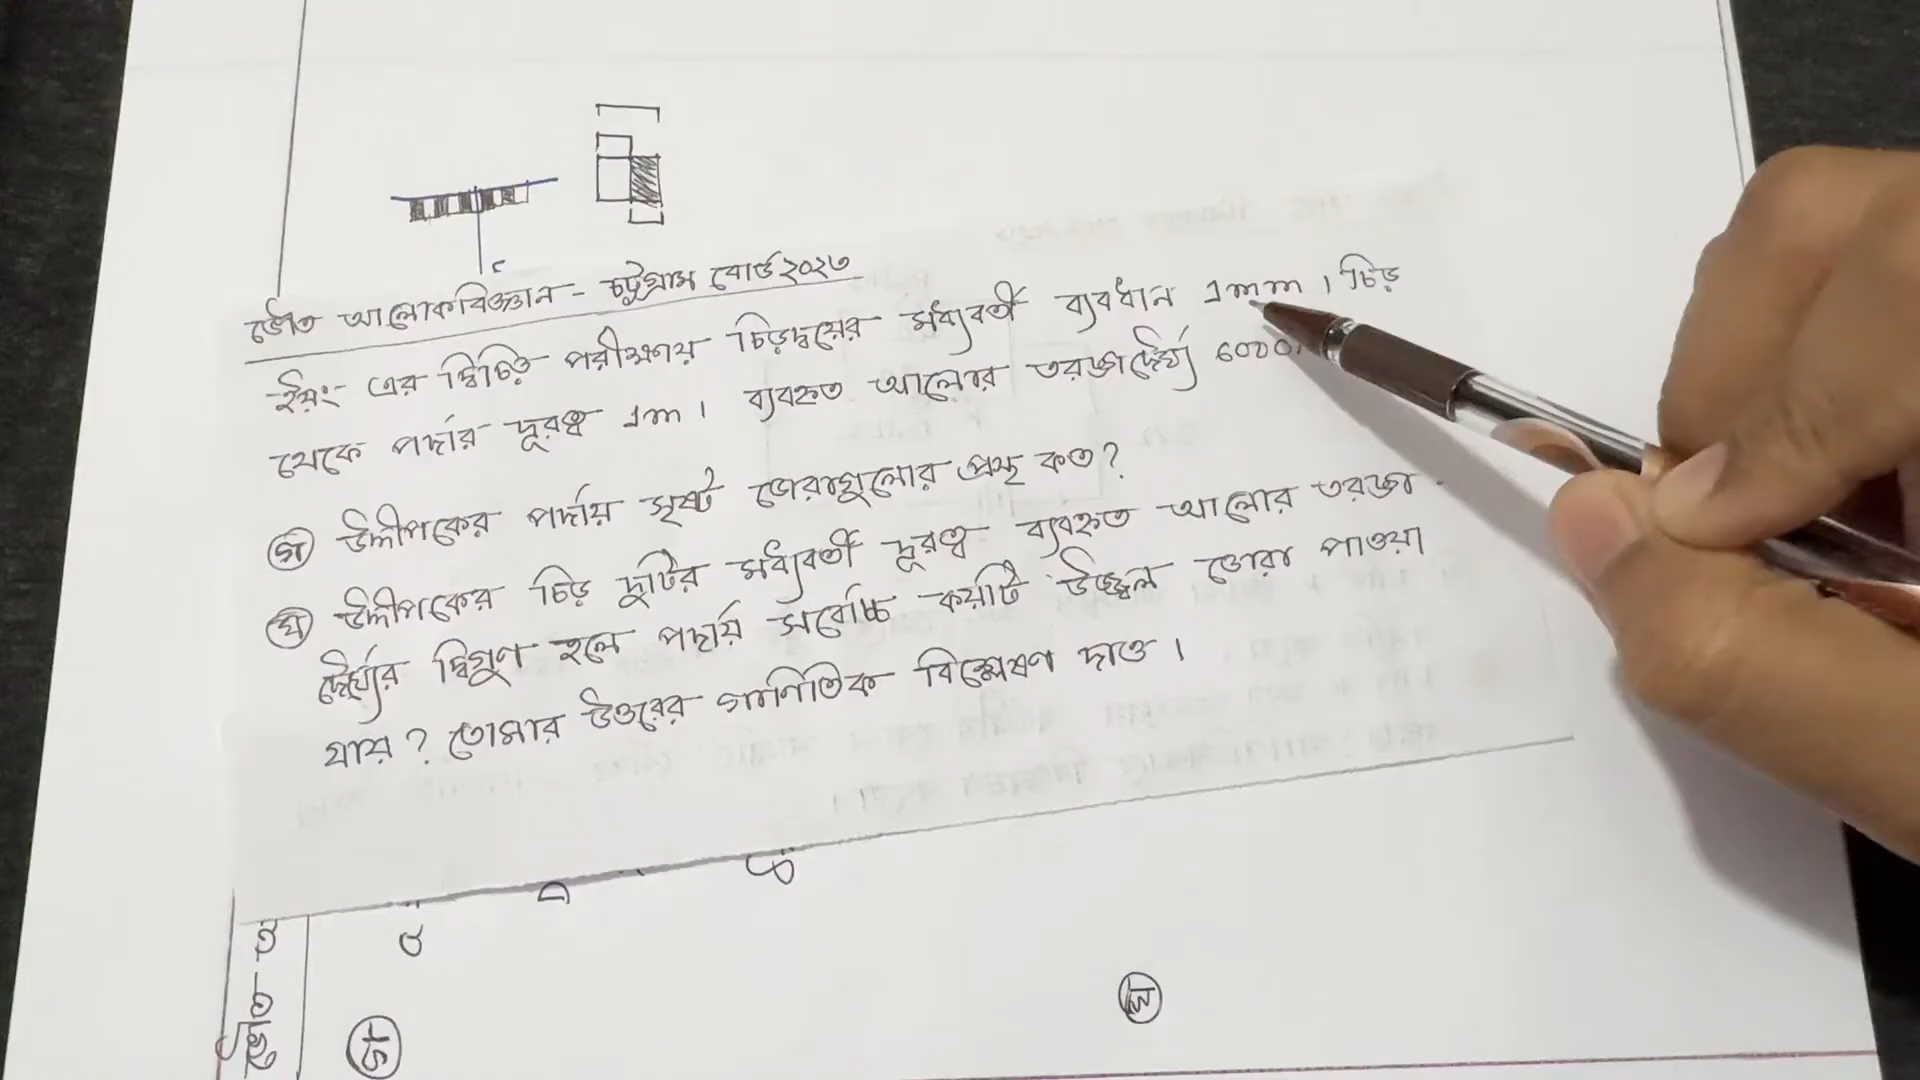 ভৌত আলোকবিজ্ঞান - চট্টগ্রাম বোর্ড ২০২৩
ইয়ং- এর দ্বিচিড় পরীক্ষায় চিড়দ্বয়ের মধ্যবর্তী ব্যবধান 1mm । চিড়
থেকে পর্দার দূরত্ব 1m । ব্যবহৃত আলোর তরঙ্গদৈর্ঘ্য 6000
গ উদ্দীপকের পর্দায় সৃষ্ট ডোরাগুলোর প্রস্থ কত?
ঘ উদ্দীপকের চিড় দুটির মধ্যবর্তী দূরত্ব ব্যবহৃত আলোর তরঙ্গ
দৈর্ঘ্যের দ্বিগুণ হলে পর্দায় সর্বোচ্চ কয়টি উজ্জ্বল ডোরা পাওয়া
যায়? তোমার উত্তরের গাণিতিক বিশ্লেষণ দাও ।